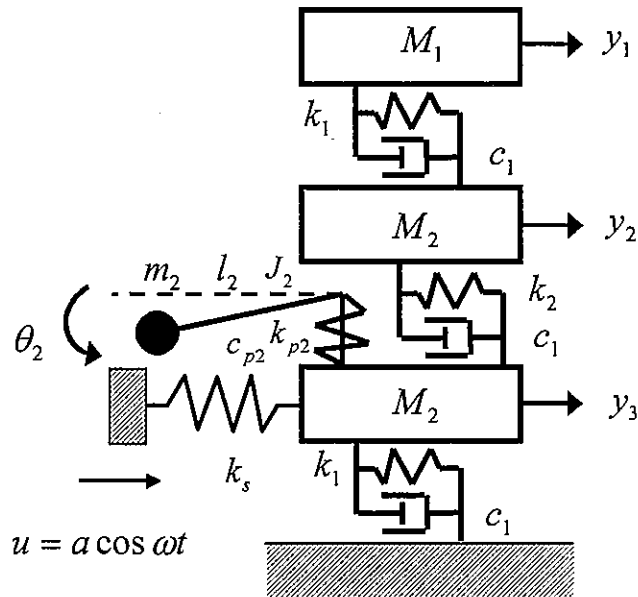 M₁ y₁
k₁
c₁
M₂ y₂
m₂ l₂ J₂
k₂
θ₂ c_{p2} k_{p2} c₁
M₂ y₃
k_s k₁
c₁
u = a cos ωt